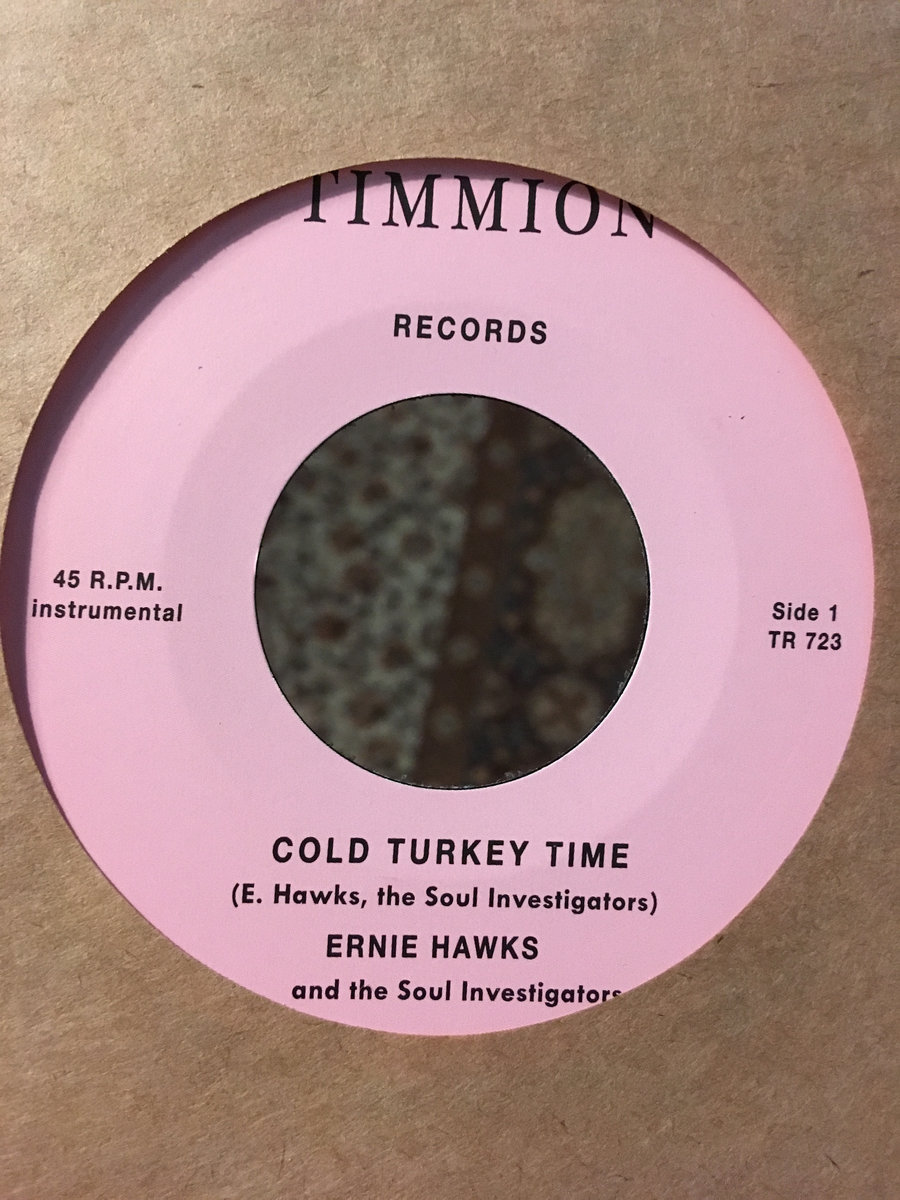 TIMMION
RECORDS
45 R.P.M.
instrumental
Side 1
TR 723
COLD TURKEY TIME
(E. Hawks, the Soul Investigators)
ERNIE HAWKS
and the Soul Investigators